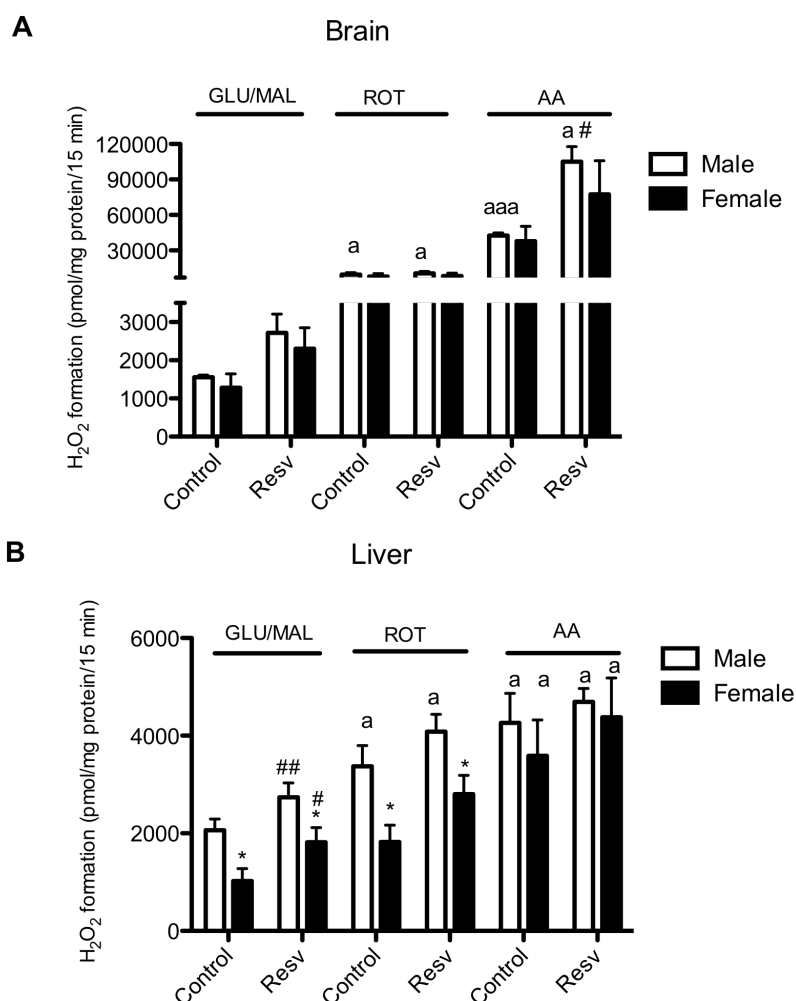 A
Brain
GLU/MAL ROT AA
H₂O₂ formation (pmol/mg protein/15 min)
120000
90000
60000
30000
3000
2000
1000
0
a
a
aaa
a #
Male
Female
Control Resv Control Resv Control Resv
B
Liver
GLU/MAL ROT AA
H₂O₂ formation (pmol/mg protein/15 min)
6000
4000
2000
0
*
##
#
*
a
*
a
*
a a
a a
Male
Female
Control Resv Control Resv Control Resv